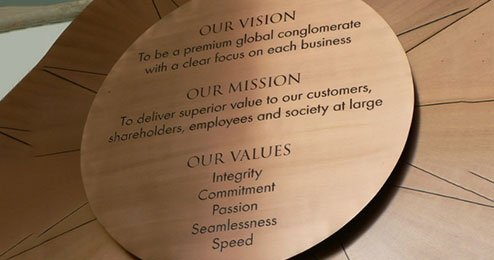 OUR VISION
To be a premium global conglomerate
with a clear focus on each business
OUR MISSION
To deliver superior value to our customers,
shareholders, employees and society at large
OUR VALUES
Integrity
Commitment
Passion
Seamlessness
Speed